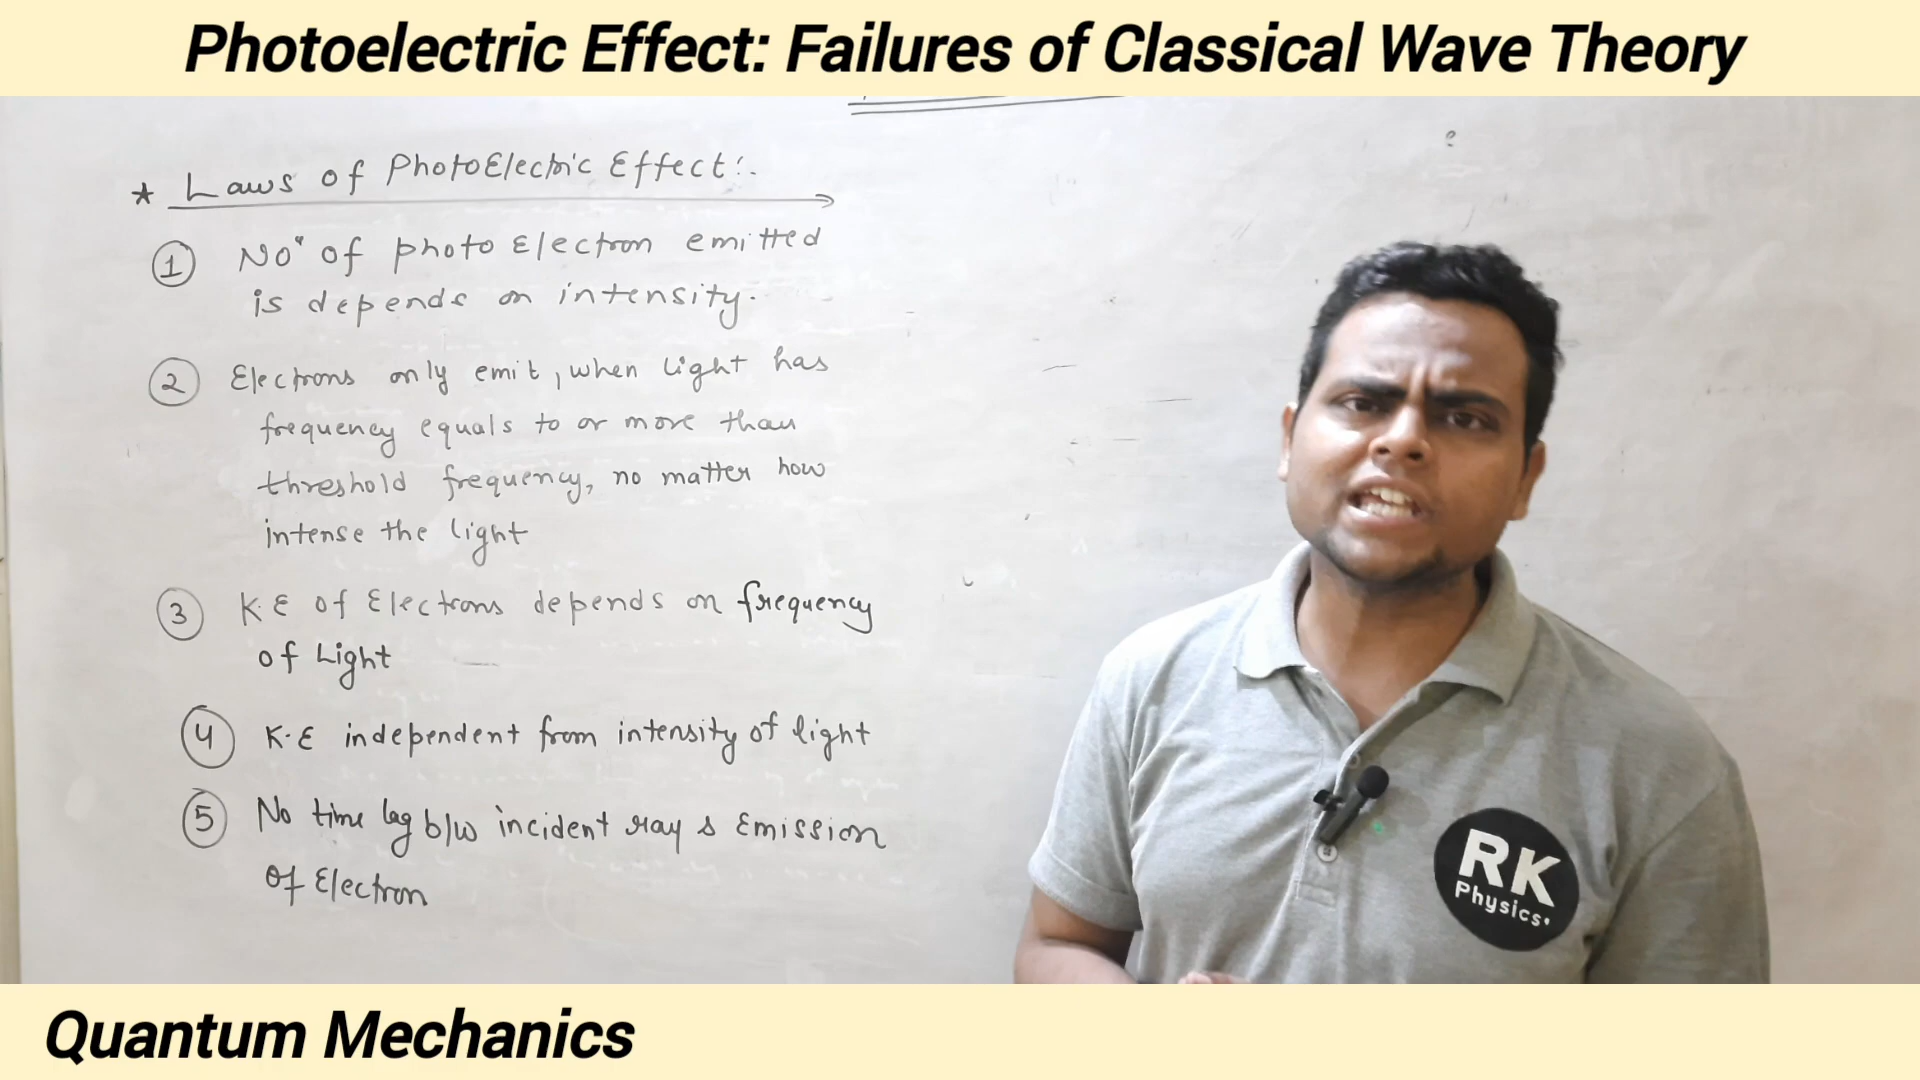 Photoelectric Effect: Failures of Classical Wave Theory
* Laws of PhotoElectric Effect:-
1 No" of photo Electron emitted
is depends on intensity.
2 Electrons only emit, when light has
frequency equals to or more than
threshold frequency, no matter how
intense the light
3 K.E of Electrons depends on frequency
of Light
4 K.E independent from intensity of light
5 No time lag b/w incident ray & Emission
Of Electron
RK
Physics
Quantum Mechanics